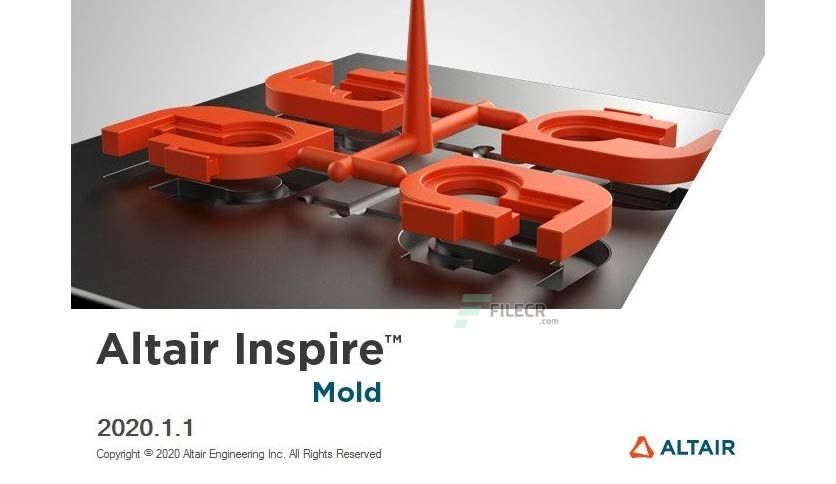 FILECR
.com
Altair Inspire™
Mold
2020.1.1
Copyright © 2020 Altair Engineering Inc. All Rights Reserved
ALTAIR